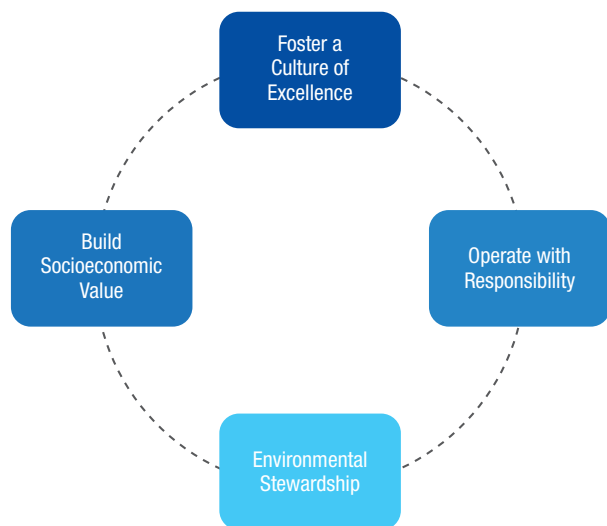 Foster a
Culture of
Excellence
Build
Socioeconomic
Value
Operate with
Responsibility
Environmental
Stewardship